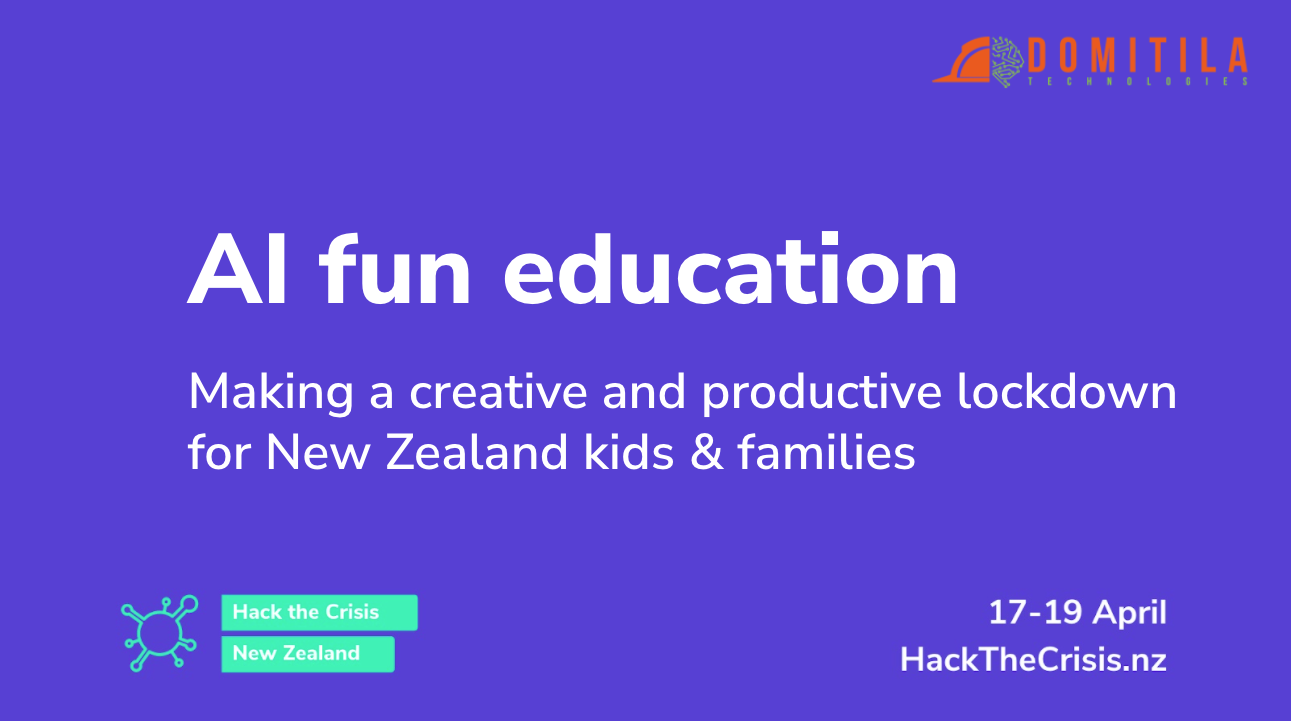 DOMITILA
TECHNOLOGIES
AI fun education
Making a creative and productive lockdown
for New Zealand kids & families
Hack the Crisis
New Zealand
17-19 April
HackTheCrisis.nz